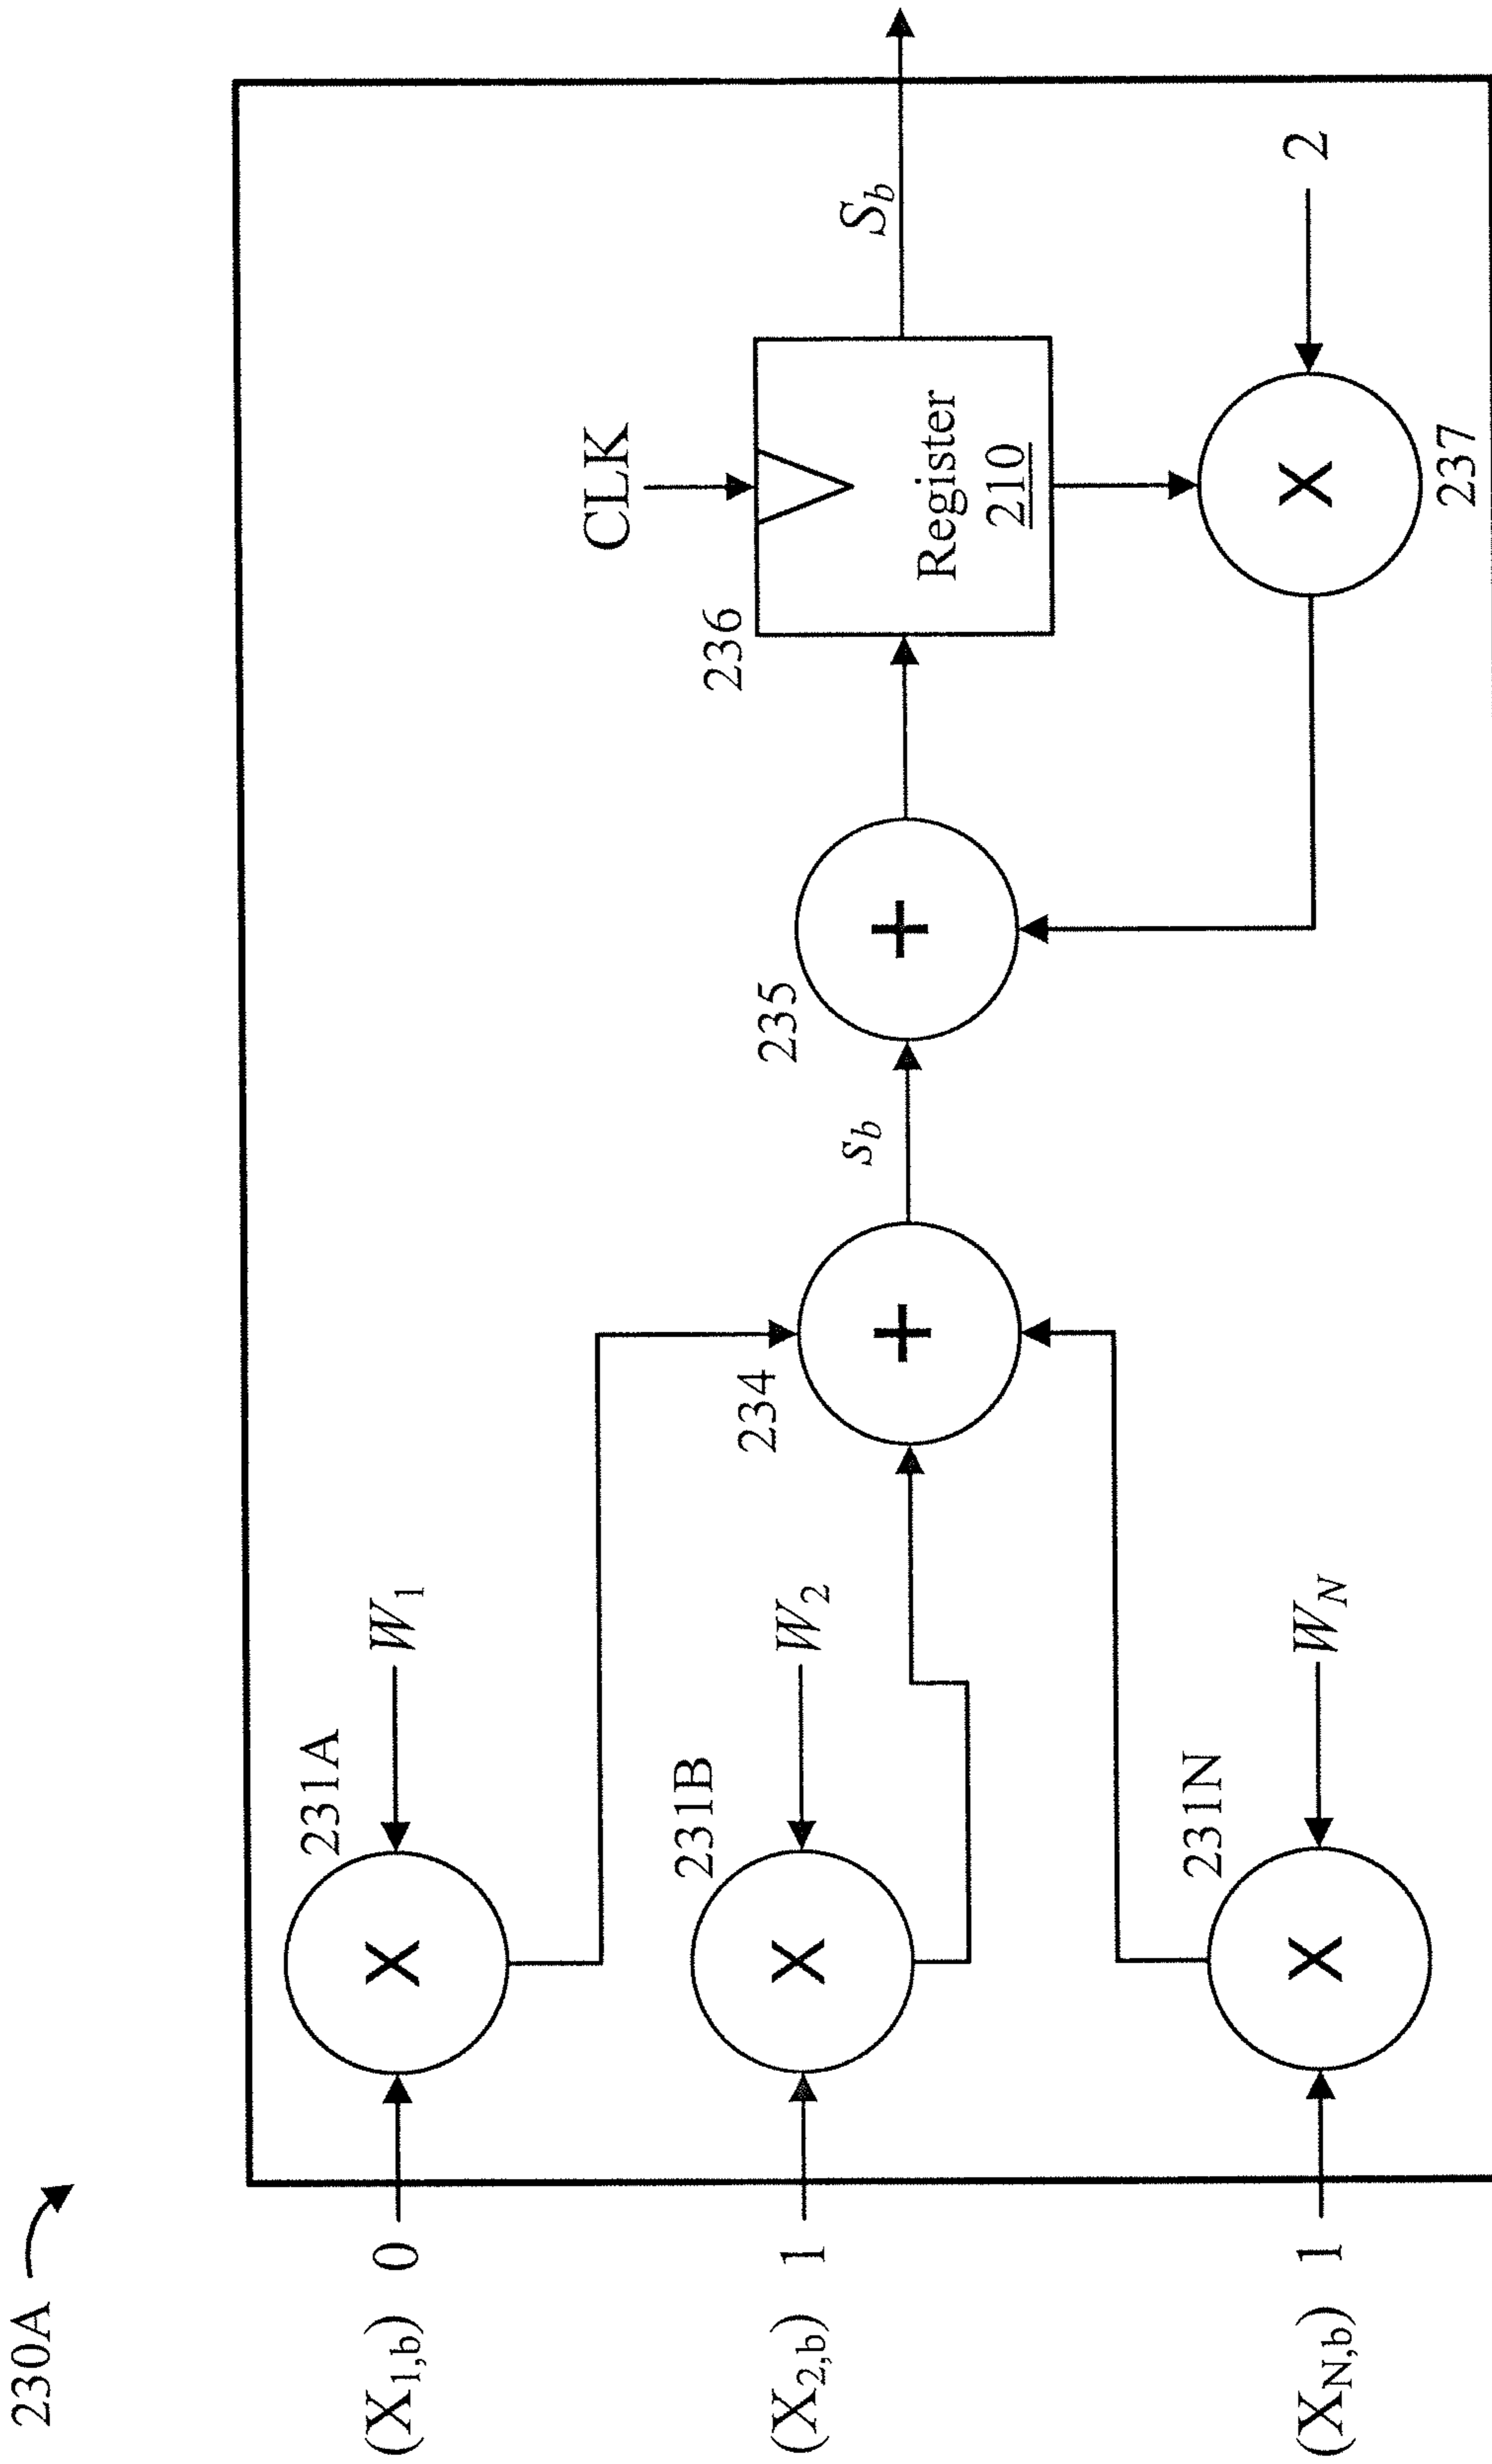 230A
(X1,b) 0
231A
W1
(X2,b) 1
231B
W2
(XN,b) 1
231N
WN
X
X
X
234
+
sb
235
+
236
CLK
Register
210
Sb
X
237
2